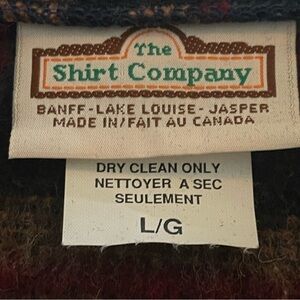 The
Shirt Company
BANFF-LAKE LOUISE-JASPER
MADE IN/FAIT AU CANADA
DRY CLEAN ONLY
NETTOYER A SEC
SEULEMENT
L/G